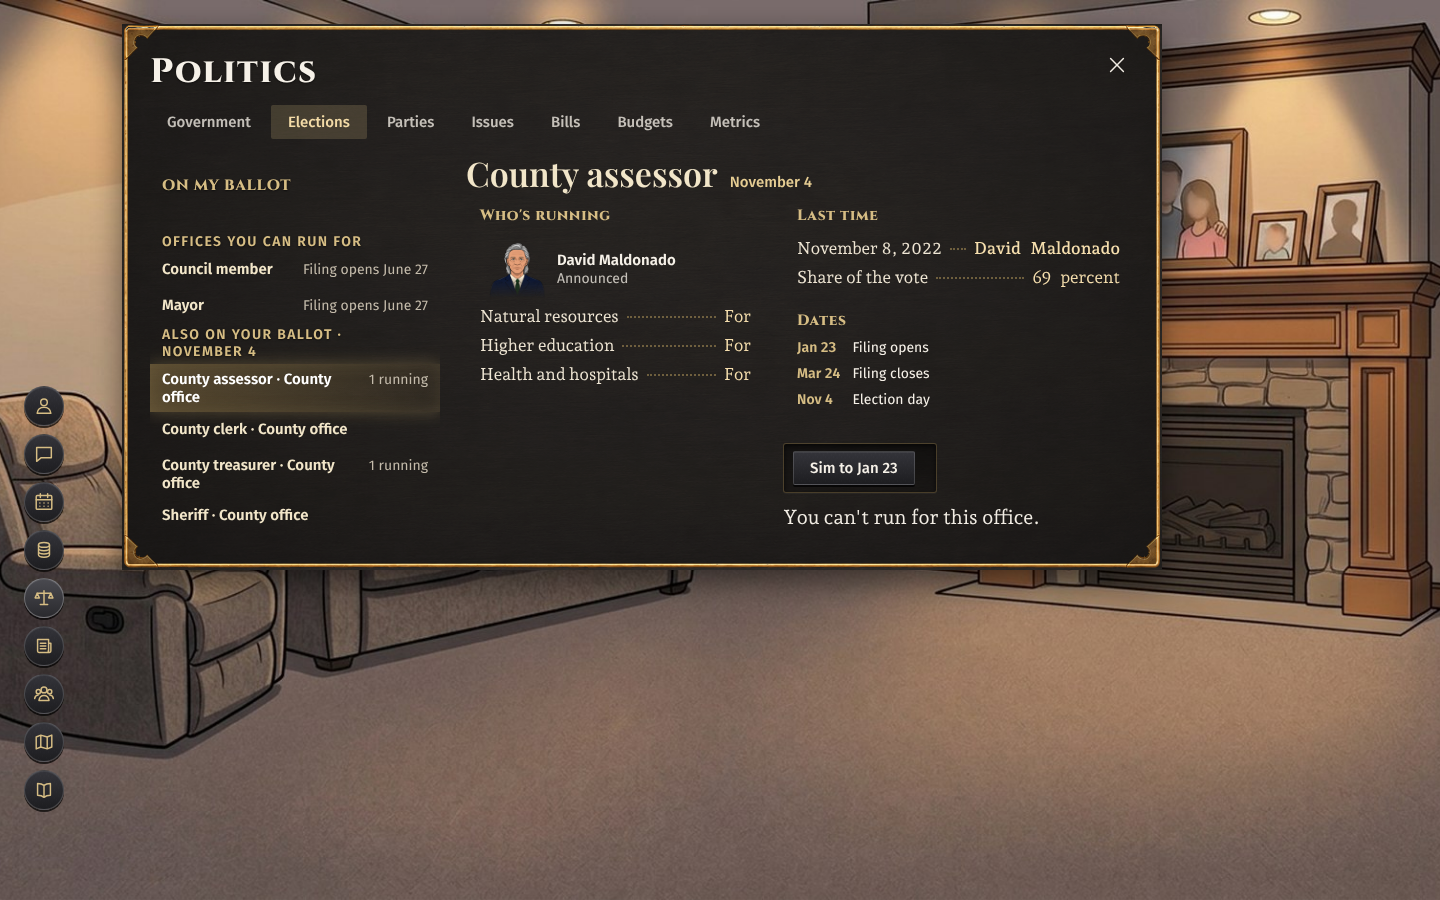 Politics
Government Elections Parties Issues Bills Budgets Metrics
On my ballot
OFFICES YOU CAN RUN FOR
Council member Filing opens June 27
Mayor Filing opens June 27
ALSO ON YOUR BALLOT ·
NOVEMBER 4
County assessor · County office 1 running
County clerk · County office
County treasurer · County office 1 running
Sheriff · County office
County assessor November 4
Who's running
David Maldonado
Announced
Natural resources For
Higher education For
Health and hospitals For
Last time
November 8, 2022 David Maldonado
Share of the vote 69 percent
Dates
Jan 23 Filing opens
Mar 24 Filing closes
Nov 4 Election day
Sim to Jan 23
You can't run for this office.